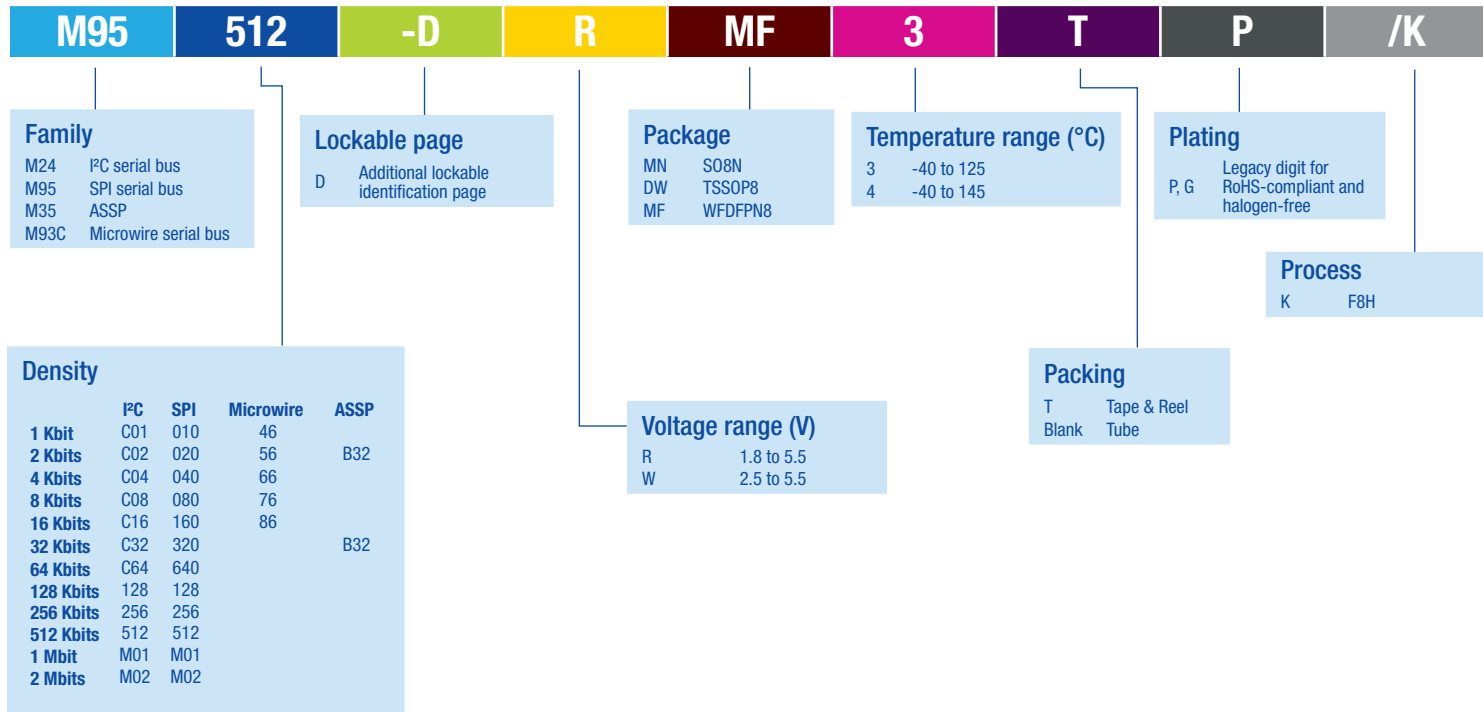 M95 512 -D R MF 3 T P /K
Family
M24 I²C serial bus
M95 SPI serial bus
M35 ASSP
M93C Microwire serial bus
Lockable page
D Additional lockable
identification page
Package
MN SO8N
DW TSSOP8
MF WFDFPN8
Temperature range (°C)
3 -40 to 125
4 -40 to 145
Plating
P, G Legacy digit for
RoHS-compliant and
halogen-free
Process
K F8H
Density
I²C SPI Microwire ASSP
1 Kbit C01 010 46
2 Kbits C02 020 56 B32
4 Kbits C04 040 66
8 Kbits C08 080 76
16 Kbits C16 160 86
32 Kbits C32 320 B32
64 Kbits C64 640
128 Kbits 128 128
256 Kbits 256 256
512 Kbits 512 512
1 Mbit M01 M01
2 Mbits M02 M02
Voltage range (V)
R 1.8 to 5.5
W 2.5 to 5.5
Packing
T Tape & Reel
Blank Tube